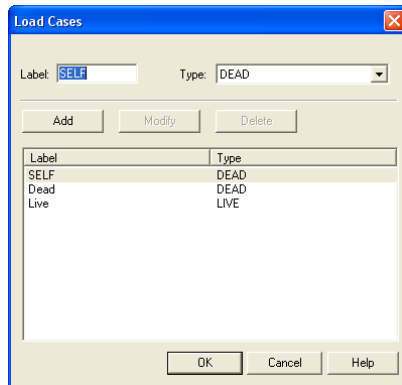 Load Cases
Label: SELF Type: DEAD
Add Modify Delete
Label Type
SELF DEAD
Dead DEAD
Live LIVE
OK Cancel Help